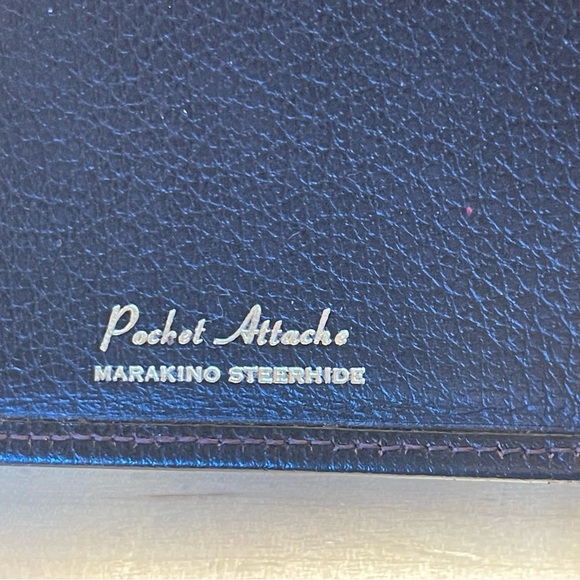 Pocket Attache
MARAKINO STEERHIDE